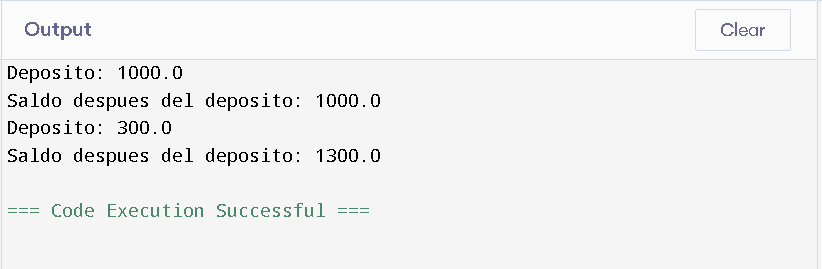 Output
Clear
Deposito: 1000.0
Saldo despues del deposito: 1000.0
Deposito: 300.0
Saldo despues del deposito: 1300.0
=== Code Execution Successful ===